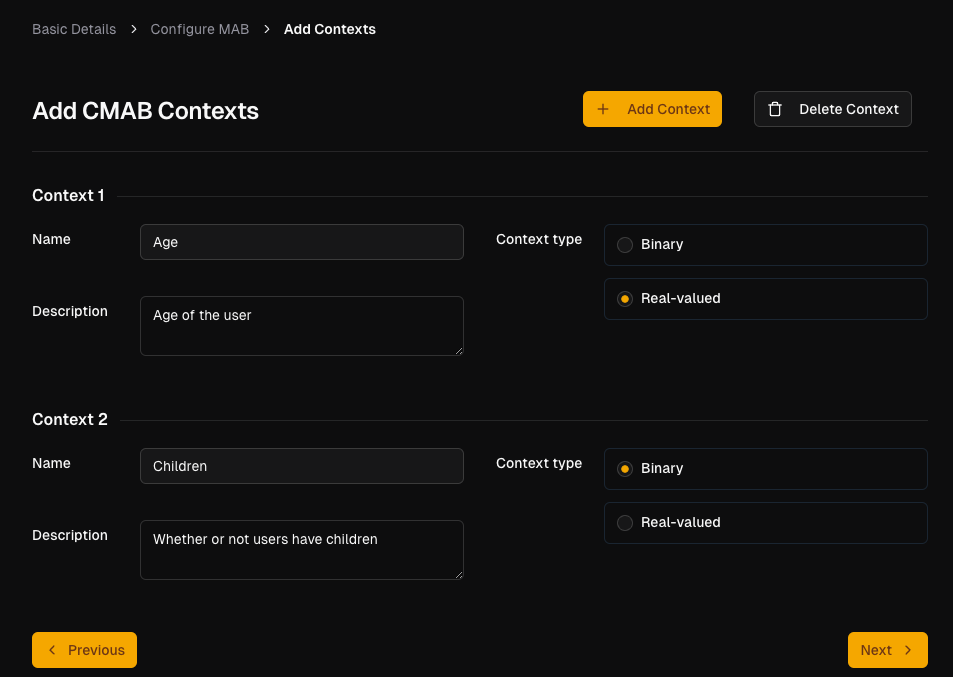 Basic Details > Configure MAB > Add Contexts
Add CMAB Contexts
+ Add Context
Delete Context
Context 1
Name
Age
Context type
Binary
Real-valued
Description
Age of the user
Context 2
Name
Children
Context type
Binary
Real-valued
Description
Whether or not users have children
< Previous
Next >